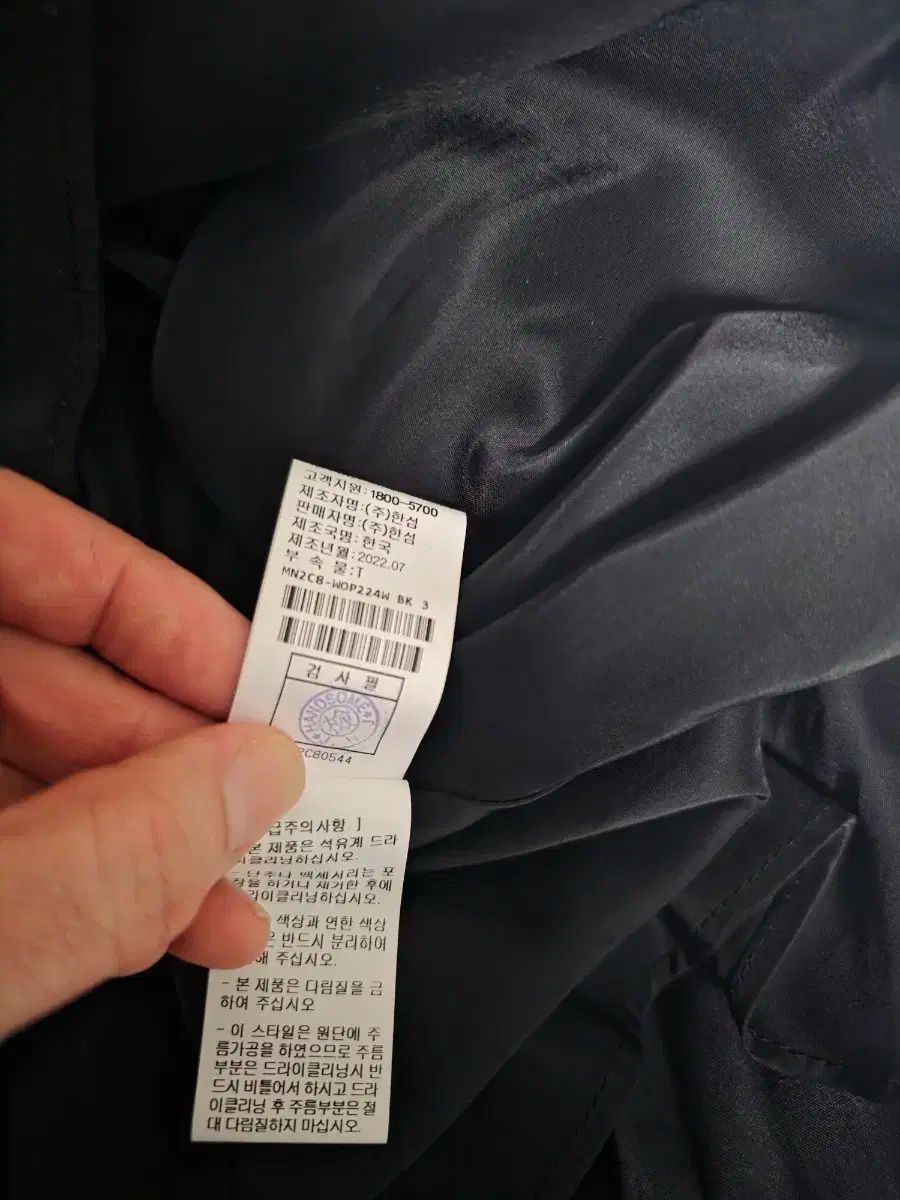 고객지원:1800-5700
제조자명:(주)한섬
판매자명:(주)한섬
제조국명:한국
제조년월:2022.07
부 속 물:T
MN2C8-WOP224W BK 3
검 사 필
*HANDSOME*
2C80544
급주의사항 ]
본 제품은 석유계 드라
이클리닝하십시오.
- 단추나 액세서리는 포
장을 하거나 제거한 후에
라이클리닝하십시오.
색상과 연한 색상
은 반드시 분리하여
해 주십시오.
- 본 제품은 다림질을 금
하여 주십시오
- 이 스타일은 원단에 주
름가공을 하였으므로 주름
부분은 드라이클리닝시 반
드시 비틀어서 하시고 드라
이클리닝 후 주름부분은 절
대 다림질하지 마십시오.